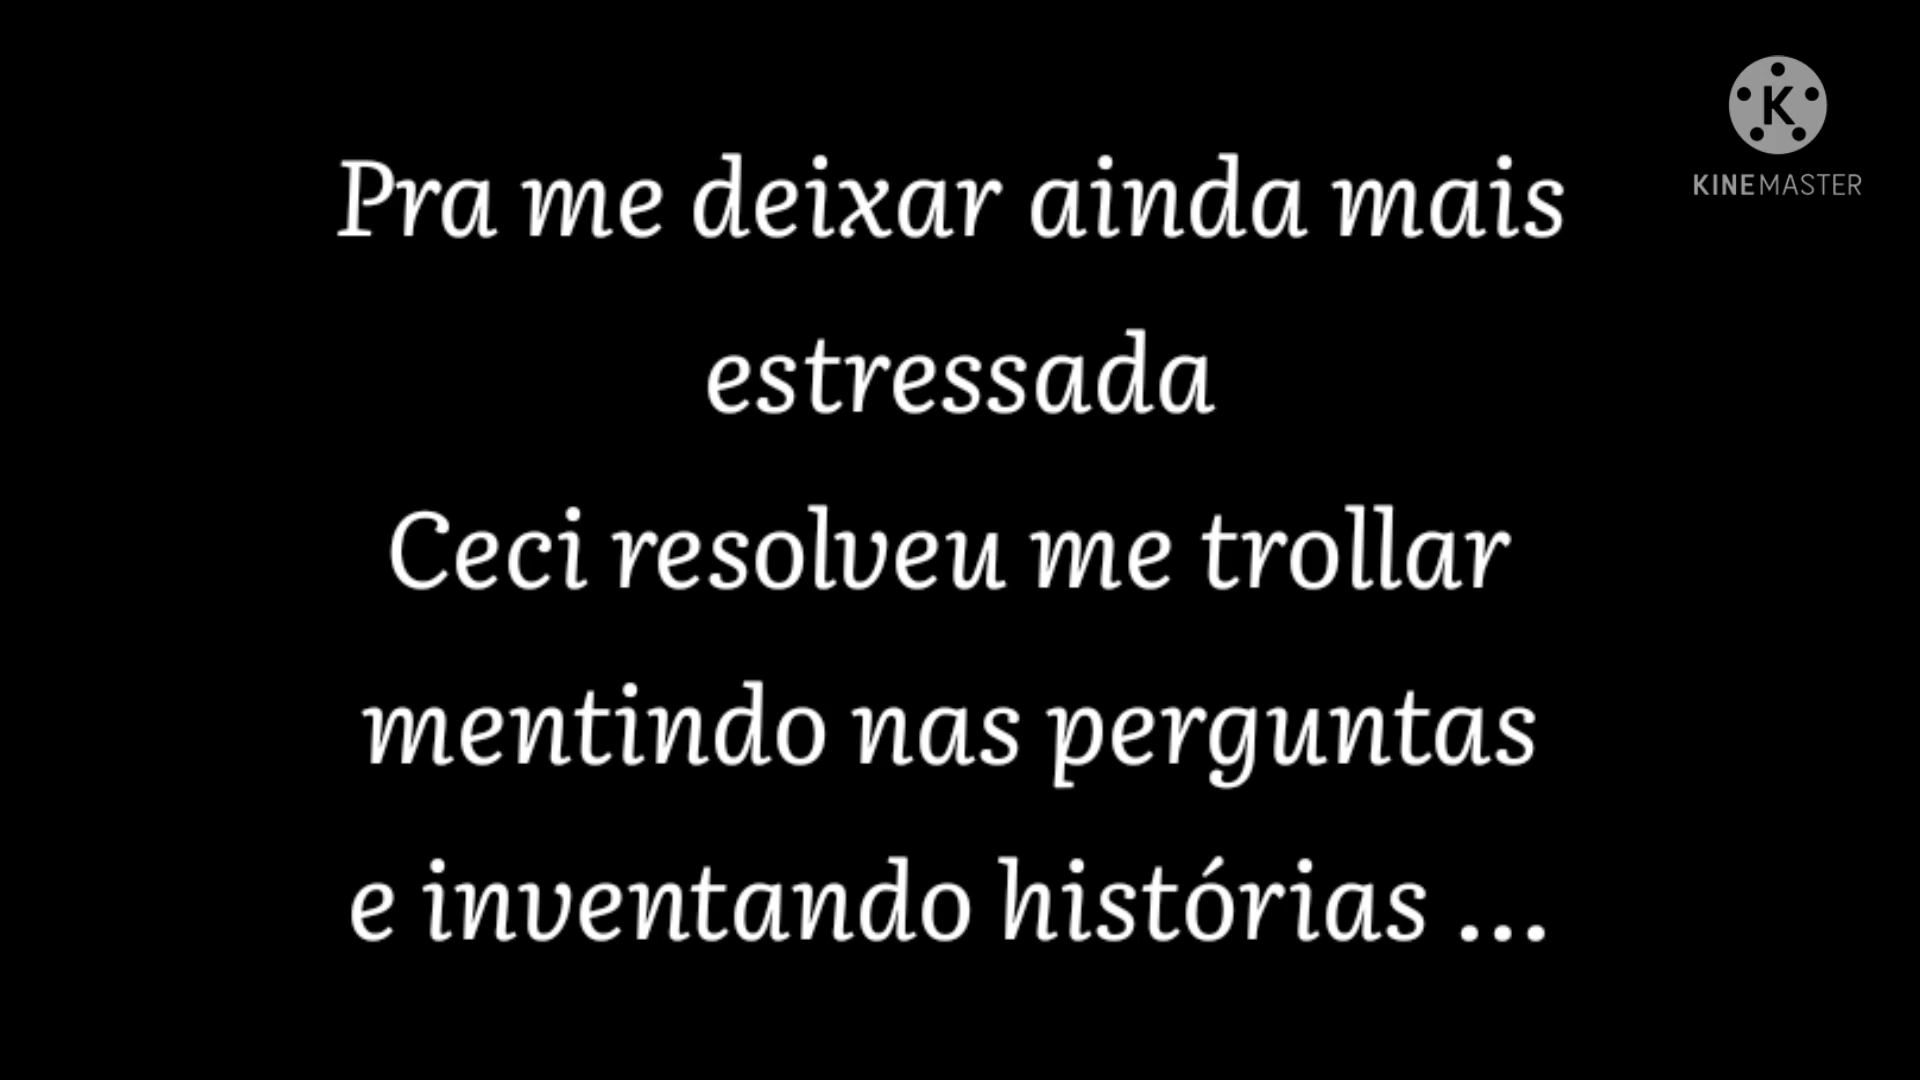 K
KINEMASTER
Pra me deixar ainda mais
estressada
Ceci resolveu me trollar
mentindo nas perguntas
e inventando histórias ...